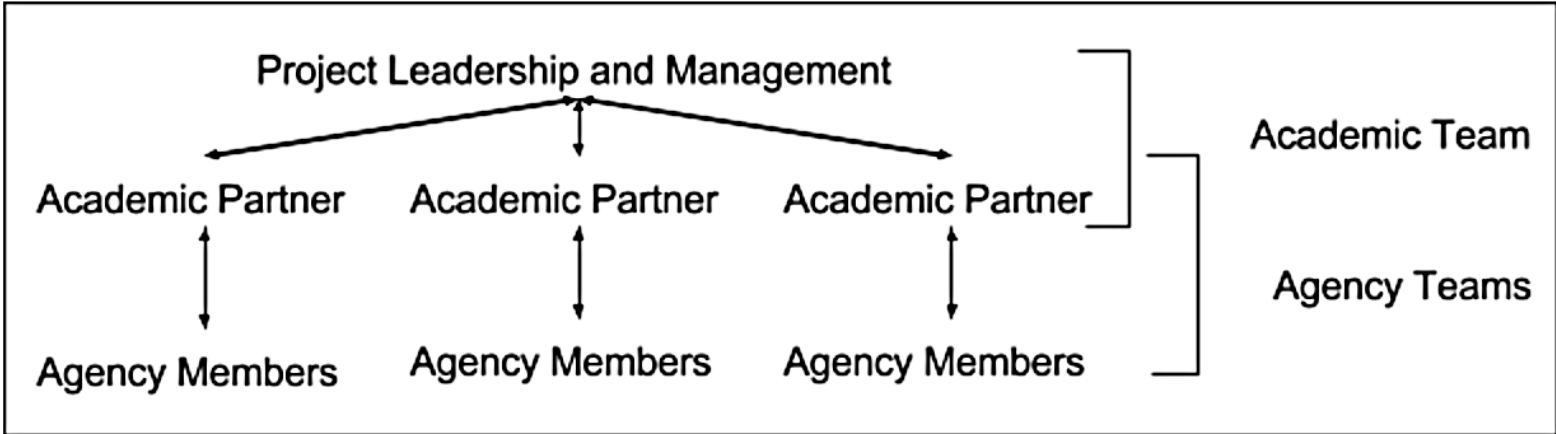 Project Leadership and Management
Academic Team
Academic Partner Academic Partner Academic Partner
Agency Teams
Agency Members Agency Members Agency Members